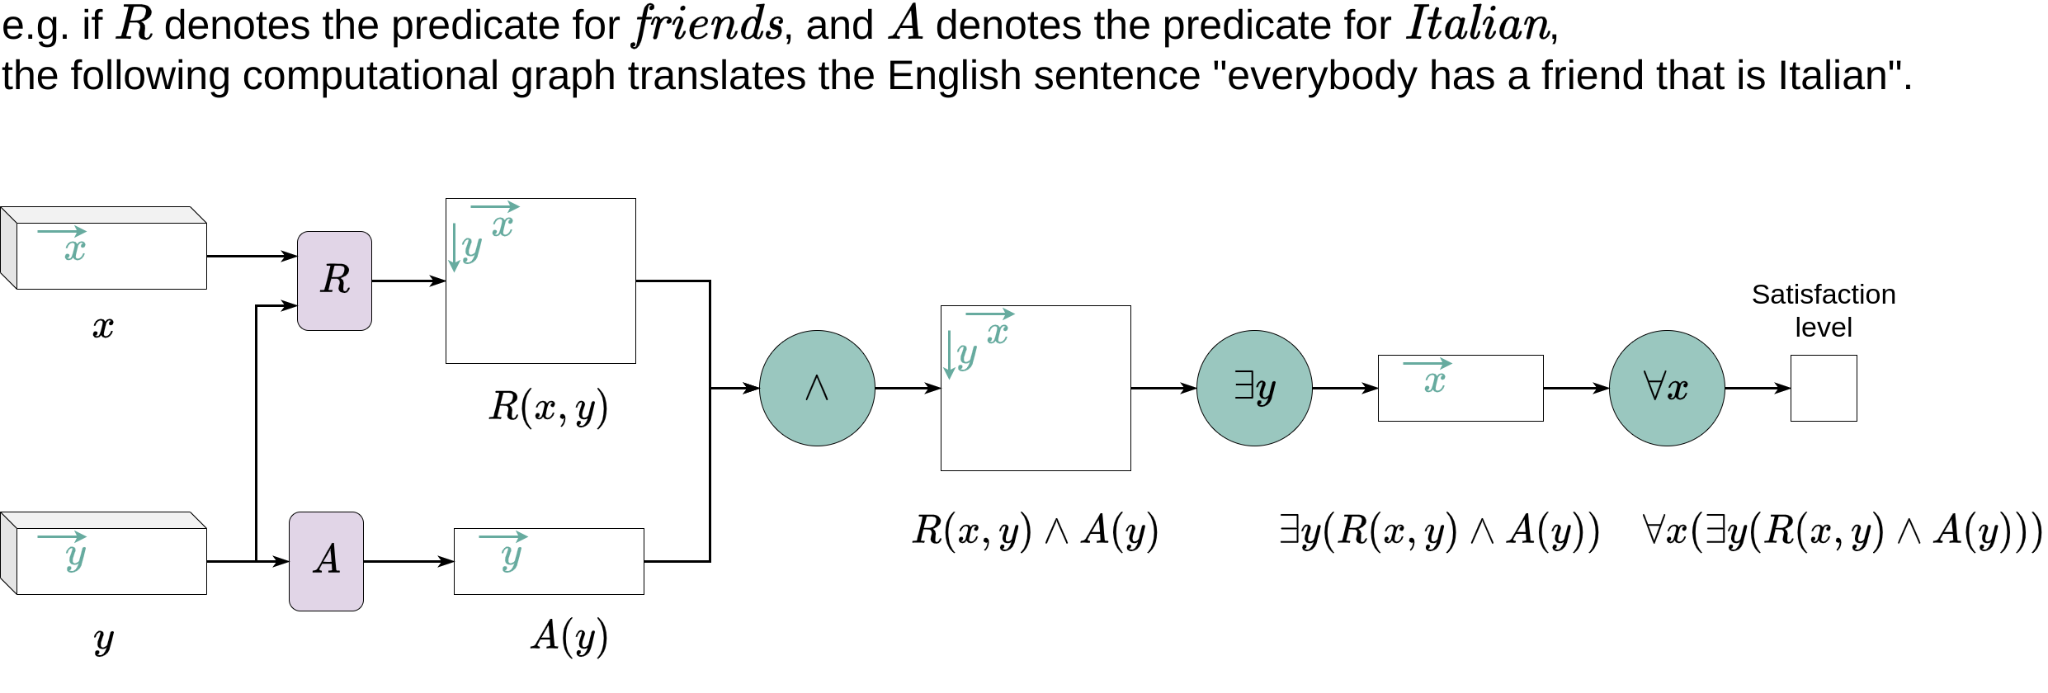 e.g. if R denotes the predicate for friends, and A denotes the predicate for Italian,
the following computational graph translates the English sentence "everybody has a friend that is Italian".
x
x
R
x
y
R(x, y)
y
y
A
y
A(y)
∧
x
y
R(x, y) ∧ A(y)
∃y
x
∃y(R(x, y) ∧ A(y))
∀x
Satisfaction
level
∀x(∃y(R(x, y) ∧ A(y)))